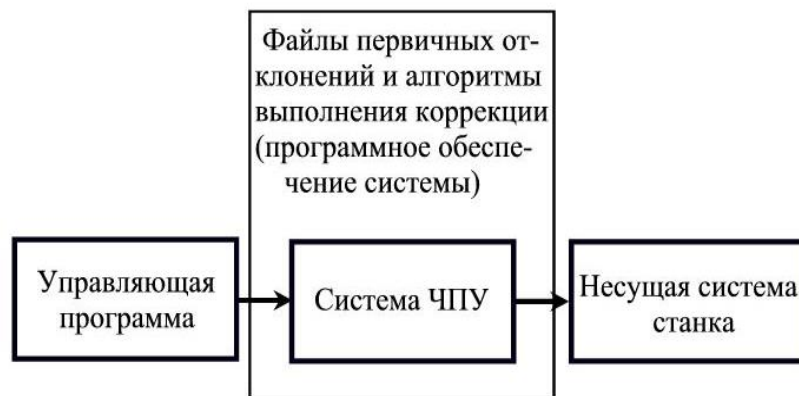 Файлы первичных от-
клонений и алгоритмы
выполнения коррекции
(программное обеспе-
чение системы)
Управляющая
программа
Система ЧПУ
Несущая система
станка